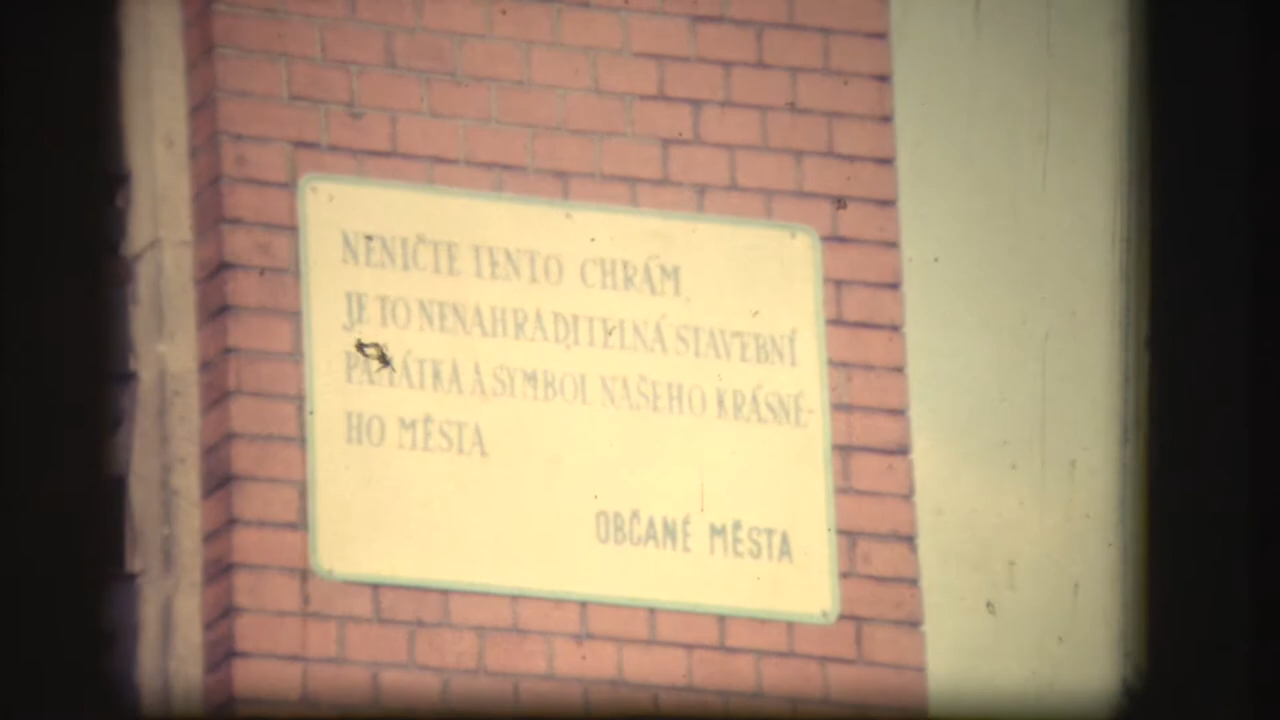 NENIČTE TENTO CHRÁM,
JE TO NENAHRADITELNÁ STAVEBNÍ
PAMÁTKA A SYMBOL NAŠEHO KRÁSNÉ-
HO MĚSTA
OBČANÉ MĚSTA